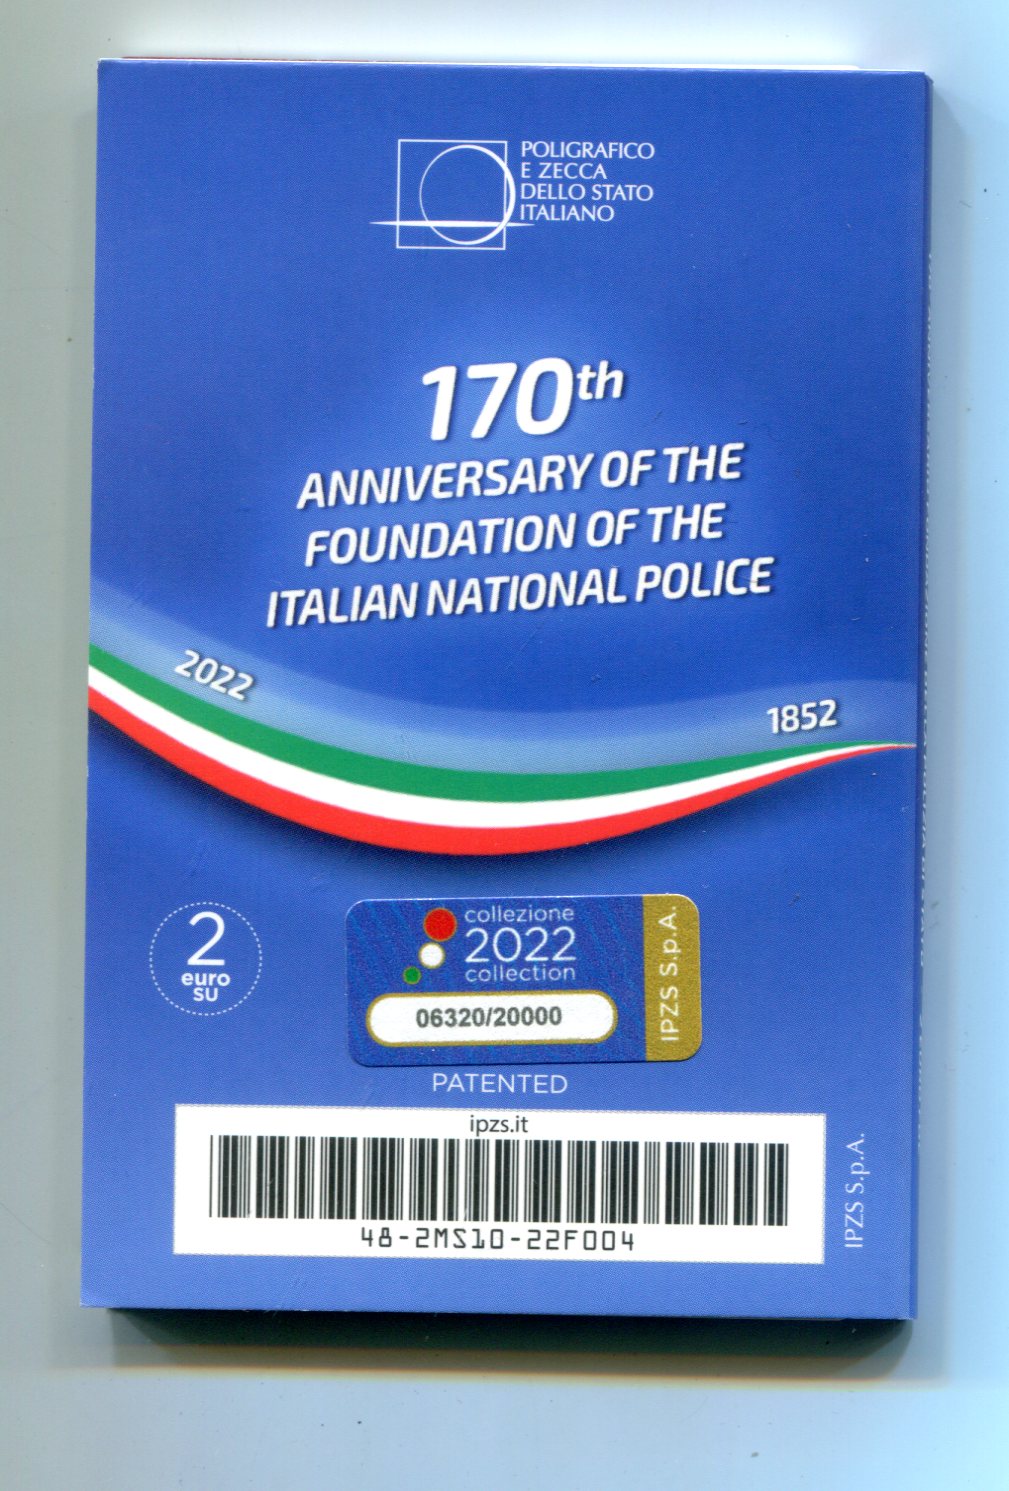 POLIGRAFICO
E ZECCA
DELLO STATO
ITALIANO
170th
ANNIVERSARY OF THE
FOUNDATION OF THE
ITALIAN NATIONAL POLICE
2022
1852
2
euro
SU
collezione
2022
collection
06320/20000
IPZS S.p.A.
PATENTED
ipzs.it
48-2MS10-22F004
IPZS S.p.A.